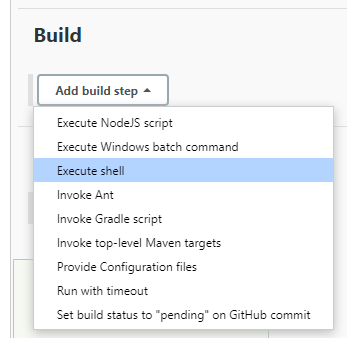 Build
Add build step
Execute NodeJS script
Execute Windows batch command
Execute shell
Invoke Ant
Invoke Gradle script
Invoke top-level Maven targets
Provide Configuration files
Run with timeout
Set build status to "pending" on GitHub commit